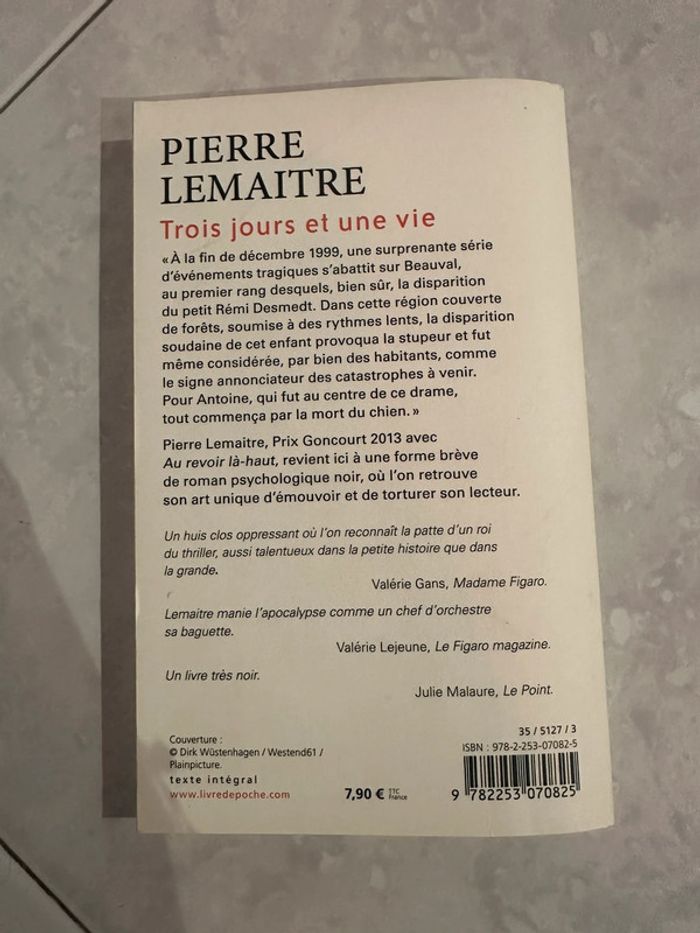 PIERRE
LEMAITRE
Trois jours et une vie
« À la fin de décembre 1999, une surprenante série
d'événements tragiques s'abattit sur Beauval,
au premier rang desquels, bien sûr, la disparition
du petit Rémi Desmedt. Dans cette région couverte
de forêts, soumise à des rythmes lents, la disparition
soudaine de cet enfant provoqua la stupeur et fut
même considérée, par bien des habitants, comme
le signe annonciateur des catastrophes à venir.
Pour Antoine, qui fut au centre de ce drame,
tout commença par la mort du chien. »
Pierre Lemaitre, Prix Goncourt 2013 avec
Au revoir là-haut, revient ici à une forme brève
de roman psychologique noir, où l'on retrouve
son art unique d'émouvoir et de torturer son lecteur.
Un huis clos oppressant où l'on reconnaît la patte d'un roi
du thriller, aussi talentueux dans la petite histoire que dans
la grande.
Valérie Gans, Madame Figaro.
Lemaitre manie l'apocalypse comme un chef d'orchestre
sa baguette.
Valérie Lejeune, Le Figaro magazine.
Un livre très noir.
Julie Malaure, Le Point.
Couverture :
© Dirk Wüstenhagen / Westend61 /
Plainpicture.
texte intégral
www.livredepoche.com
7,90 € TTC
France
35 / 5127 / 3
ISBN : 978-2-253-07082-5
9 782253 070825